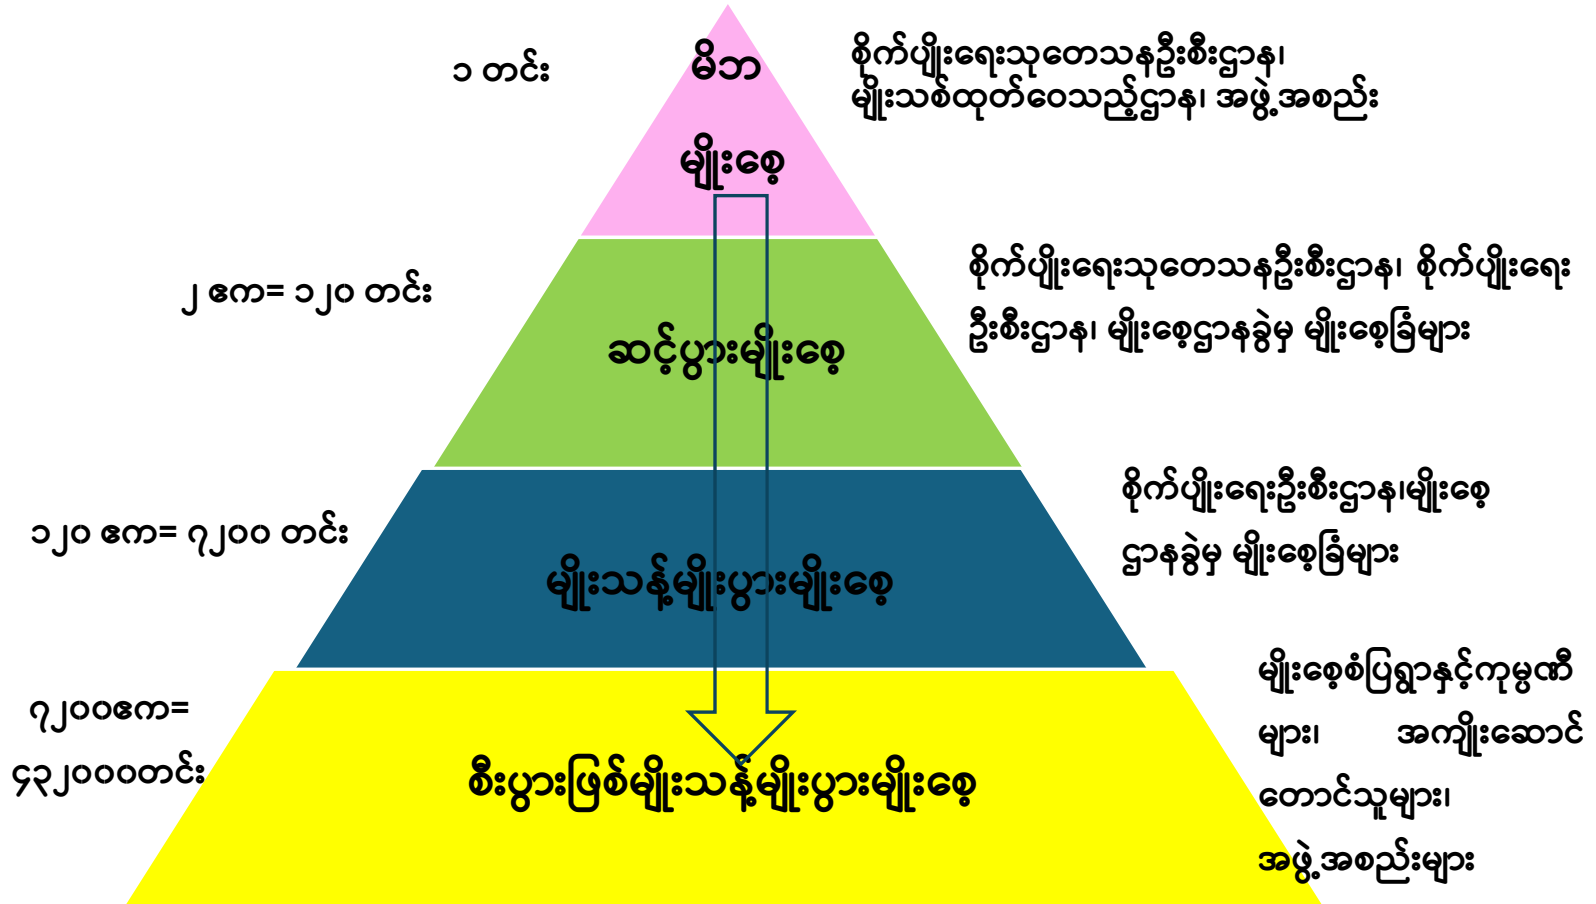 ၁ တင်း
မိဘ
မျိုးစေ့
စိုက်ပျိုးရေးသုတေသနဦးစီးဌာန၊
မျိုးသစ်ထုတ်ဝေသည့်ဌာန၊ အဖွဲ့အစည်း
၂ ဧက= ၁၂၀ တင်း
ဆင့်ပွားမျိုးစေ့
စိုက်ပျိုးရေးသုတေသနဦးစီးဌာန၊ စိုက်ပျိုးရေး
ဦးစီးဌာန၊ မျိုးစေ့ဌာနခွဲမှ မျိုးစေ့ခြံများ
၁၂၀ ဧက= ၇၂၀၀ တင်း
မျိုးသန့်မျိုးပွားမျိုးစေ့
စိုက်ပျိုးရေးဦးစီးဌာန၊မျိုးစေ့
ဌာနခွဲမှ မျိုးစေ့ခြံများ
၇၂၀၀ဧက=
၄၃၂၀၀၀တင်း
စီးပွားဖြစ်မျိုးသန့်မျိုးပွားမျိုးစေ့
မျိုးစေ့စံပြရွာနှင့်ကုမ္ပဏီ
များ၊ အကျိုးဆောင်
တောင်သူများ၊
အဖွဲ့အစည်းများ